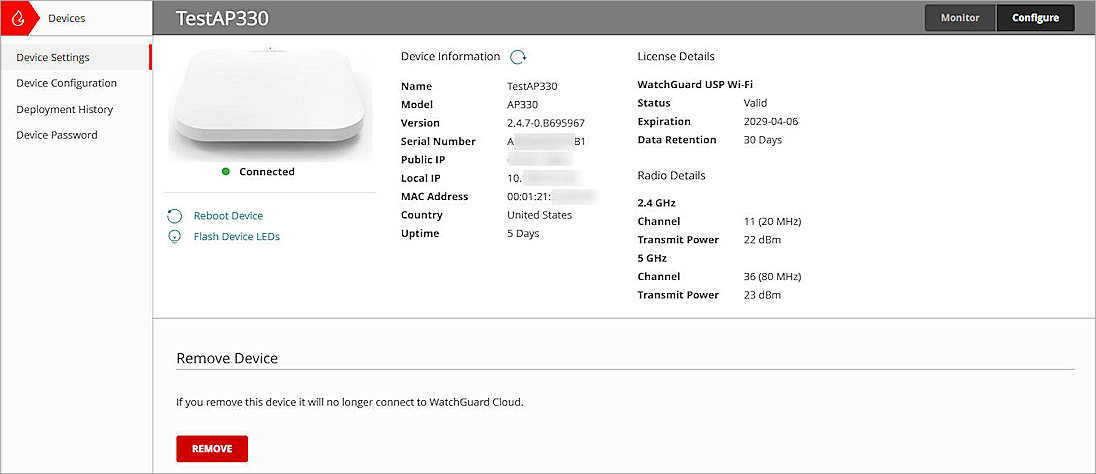 Devices
TestAP330
Monitor
Configure
Device Settings
Device Configuration
Deployment History
Device Password
Connected
Reboot Device
Flash Device LEDs
Device Information
Name TestAP330
Model AP330
Version 2.4.7-0.B695967
Serial Number A B1
Public IP
Local IP 10.
MAC Address 00:01:21:
Country United States
Uptime 5 Days
License Details
WatchGuard USP Wi-Fi
Status Valid
Expiration 2029-04-06
Data Retention 30 Days
Radio Details
2.4 GHz
Channel 11 (20 MHz)
Transmit Power 22 dBm
5 GHz
Channel 36 (80 MHz)
Transmit Power 23 dBm
Remove Device
If you remove this device it will no longer connect to WatchGuard Cloud.
REMOVE